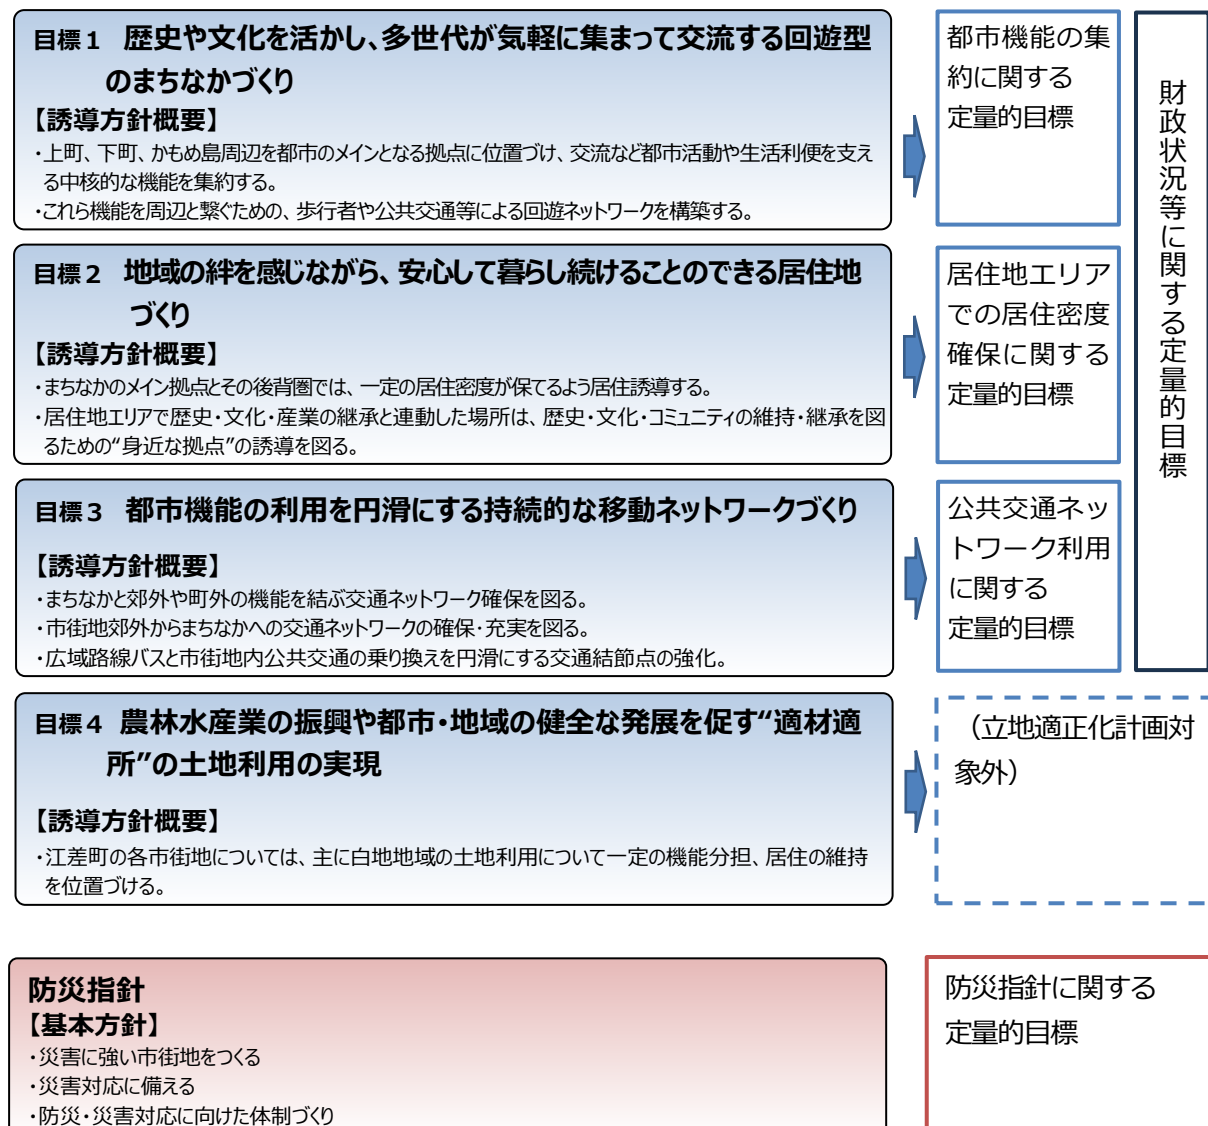 目標１　歴史や文化を活かし、多世代が気軽に集まって交流する回遊型
のまちなかづくり
【誘導方針概要】
・上町、下町、かもめ島周辺を都市のメインとなる拠点に位置づけ、交流など都市活動や生活利便を支え
る中核的な機能を集約する。
・これら機能を周辺と繋ぐための、歩行者や公共交通等による回遊ネットワークを構築する。
都市機能の集
約に関する
定量的目標
目標２　地域の絆を感じながら、安心して暮らし続けることのできる居住地
づくり
【誘導方針概要】
・まちなかのメイン拠点とその後背圏では、一定の居住密度が保てるよう居住誘導する。
・居住地エリアで歴史・文化・産業の継承と連動した場所は、歴史・文化・コミュニティの維持・継承を図
るための“身近な拠点”の誘導を図る。
居住地エリア
での居住密度
確保に関する
定量的目標
目標３　都市機能の利用を円滑にする持続的な移動ネットワークづくり
【誘導方針概要】
・まちなかと郊外や町外の機能を結ぶ交通ネットワーク確保を図る。
・市街地郊外からまちなかへの交通ネットワークの確保・充実を図る。
・広域路線バスと市街地内公共交通の乗り換えを円滑にする交通結節点の強化。
公共交通ネッ
トワーク利用
に関する
定量的目標
財政状況等に関する定量的目標
目標４　農林水産業の振興や都市・地域の健全な発展を促す“適材適
所”の土地利用の実現
【誘導方針概要】
・江差町の各市街地については、主に白地地域の土地利用について一定の機能分担、居住の維持
を位置づける。
（立地適正化計画対
象外）
防災指針
【基本方針】
・災害に強い市街地をつくる
・災害対応に備える
・防災・災害対応に向けた体制づくり
防災指針に関する
定量的目標